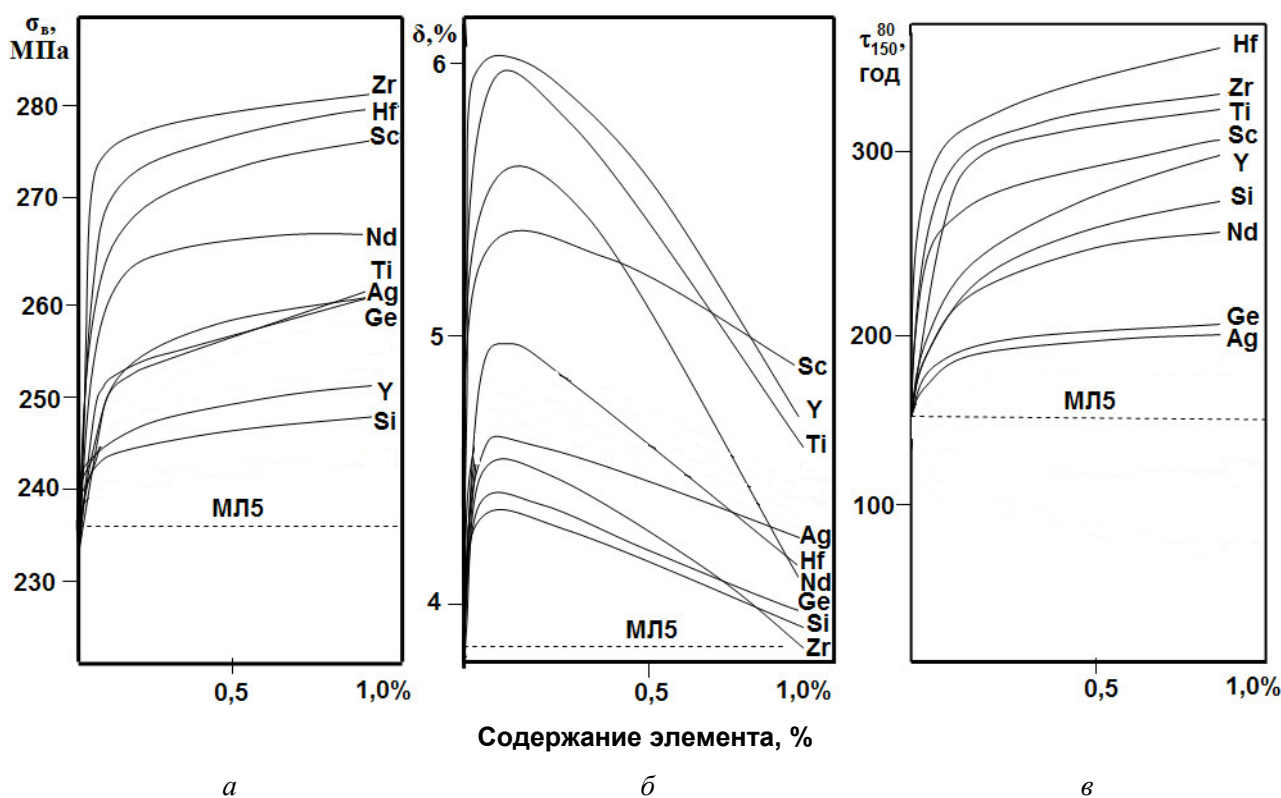 σв,
МПа
280
270
260
250
240
230
Zr
Hf
Sc
Nd
Ti
Ag
Ge
Y
Si
МЛ5
0,5
1,0%
δ,%
6
5
4
Sc
Y
Ti
Ag
Hf
Nd
Ge
Si
Zr
МЛ5
0,5
1,0%
τ₁₅₀⁸⁰,
год
300
200
100
Hf
Zr
Ti
Sc
Y
Si
Nd
Ge
Ag
МЛ5
0,5
1,0%
Содержание элемента, %
а
б
в